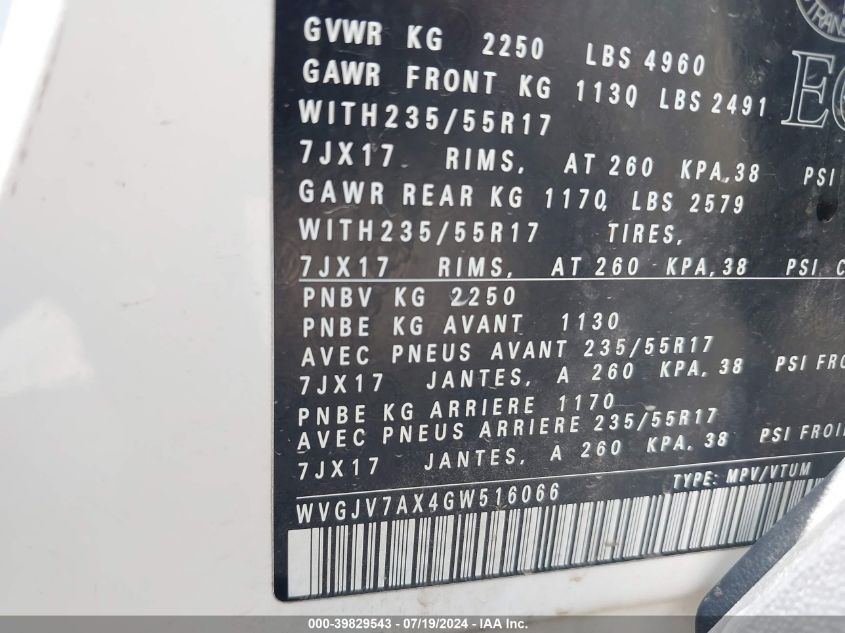 TRANS
GVWR KG 2250 LBS 4960
GAWR FRONT KG 1130 LBS 2491
WITH235/55R17
7JX17 RIMS, AT 260 KPA,38 PSI
GAWR REAR KG 1170, LBS 2579
WITH235/55R17 TIRES,
7JX17 RIMS, AT 260 KPA,38 PSI C
PNBV KG 2250
PNBE KG AVANT 1130
AVEC PNEUS AVANT 235/55R17
7JX17 JANTES, A 260 KPA. 38 PSI FRO
PNBE KG ARRIERE 1170
AVEC PNEUS ARRIERE 235/55R17
7JX17 JANTES, A 260 KPA. 38 PSI FROI
WVGJV7AX4GW516066 TYPE: MPV/VTUM
000-39829543 - 07/19/2024 - IAA Inc.